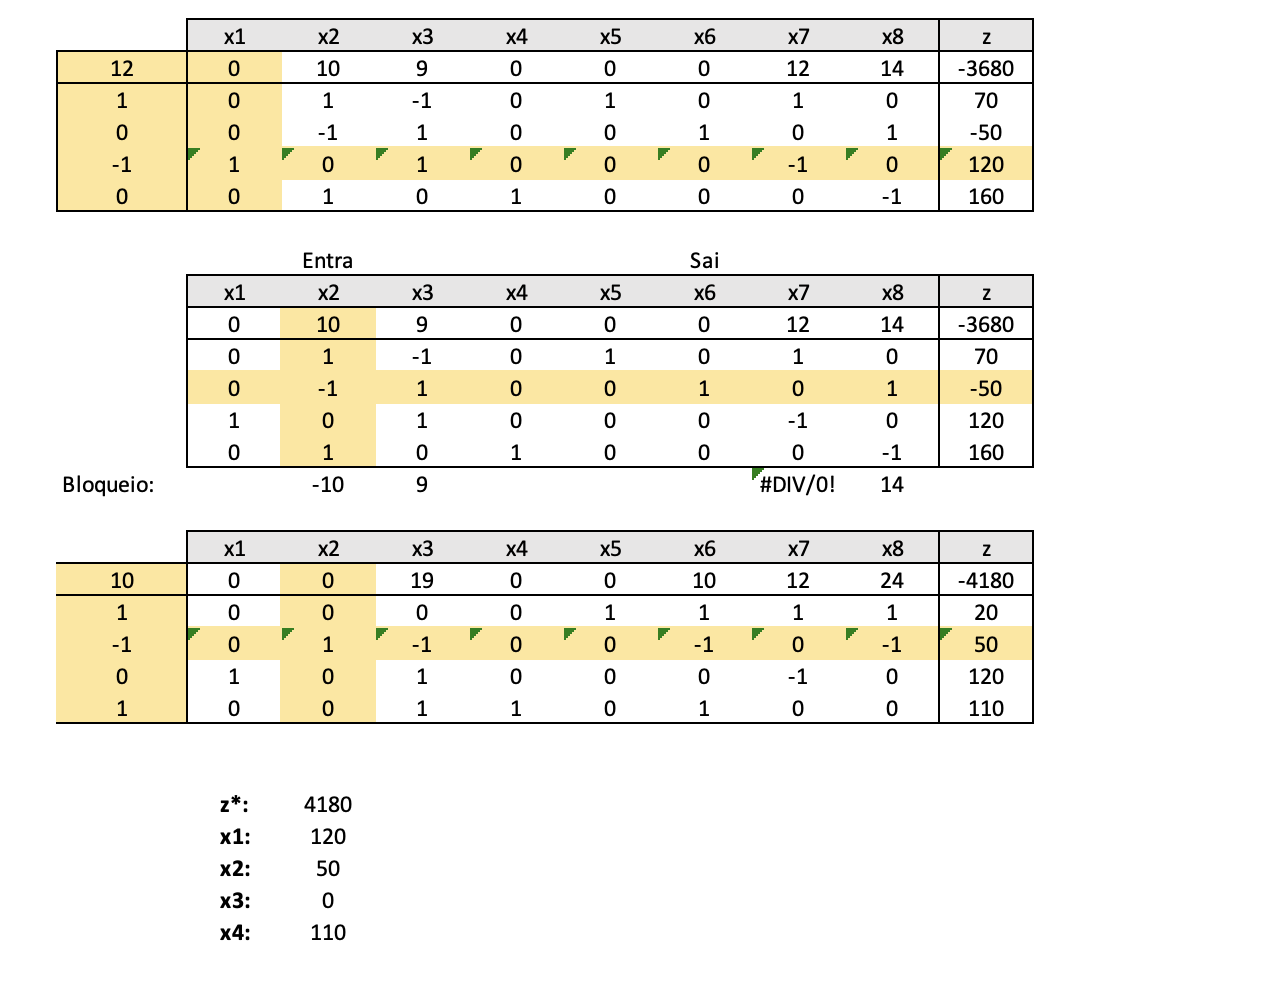 x1 x2 x3 x4 x5 x6 x7 x8 z
12 0 10 9 0 0 0 12 14 -3680
1 0 1 -1 0 1 0 1 0 70
0 0 -1 1 0 0 1 0 1 -50
-1 1 0 1 0 0 0 -1 0 120
0 0 1 0 1 0 0 0 -1 160
Entra Sai
x1 x2 x3 x4 x5 x6 x7 x8 z
0 10 9 0 0 0 12 14 -3680
0 1 -1 0 1 0 1 0 70
0 -1 1 0 0 1 0 1 -50
1 0 1 0 0 0 -1 0 120
0 1 0 1 0 0 0 -1 160
Bloqueio: -10 9 #DIV/0! 14
x1 x2 x3 x4 x5 x6 x7 x8 z
10 0 0 19 0 0 10 12 24 -4180
1 0 0 0 0 1 1 1 1 20
-1 0 1 -1 0 0 -1 0 -1 50
0 1 0 1 0 0 0 -1 0 120
1 0 0 1 1 0 1 0 0 110
z*: 4180
x1: 120
x2: 50
x3: 0
x4: 110